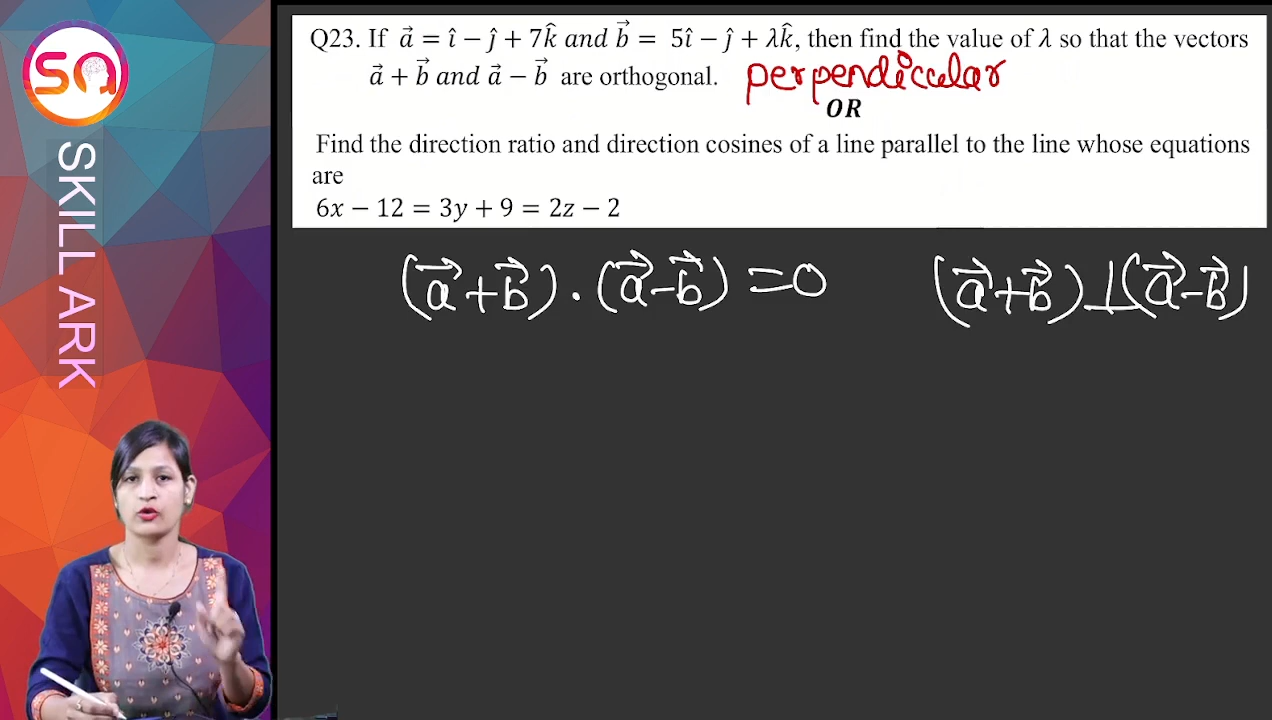 SKILL ARK
Q23. If a⃗ = î − ĵ + 7k̂ and b⃗ = 5î − ĵ + λk̂, then find the value of λ so that the vectors
a⃗ + b⃗ and a⃗ − b⃗ are orthogonal. perpendicular
OR
Find the direction ratio and direction cosines of a line parallel to the line whose equations
are
6x − 12 = 3y + 9 = 2z − 2
(a⃗+b⃗).(a⃗−b⃗) = 0 (a⃗+b⃗)⊥(a⃗−b⃗)